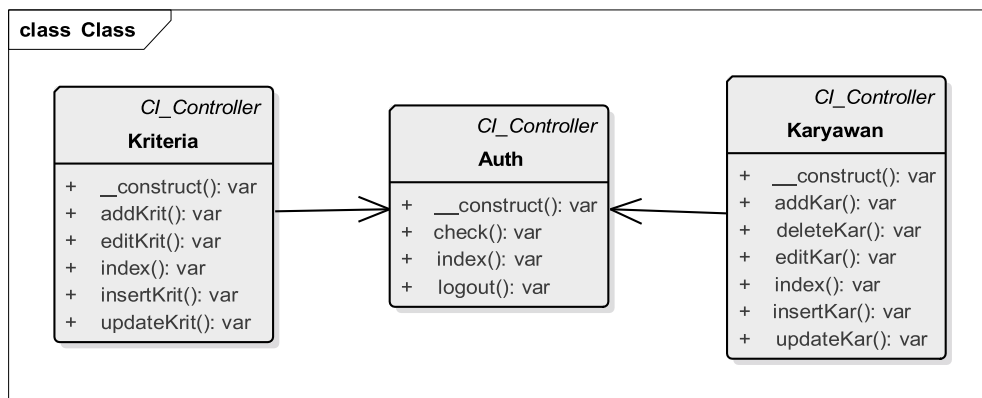 class Class
CI_Controller
Kriteria
+ __construct(): var
+ addKrit(): var
+ editKrit(): var
+ index(): var
+ insertKrit(): var
+ updateKrit(): var
CI_Controller
Auth
+ __construct(): var
+ check(): var
+ index(): var
+ logout(): var
CI_Controller
Karyawan
+ __construct(): var
+ addKar(): var
+ deleteKar(): var
+ editKar(): var
+ index(): var
+ insertKar(): var
+ updateKar(): var